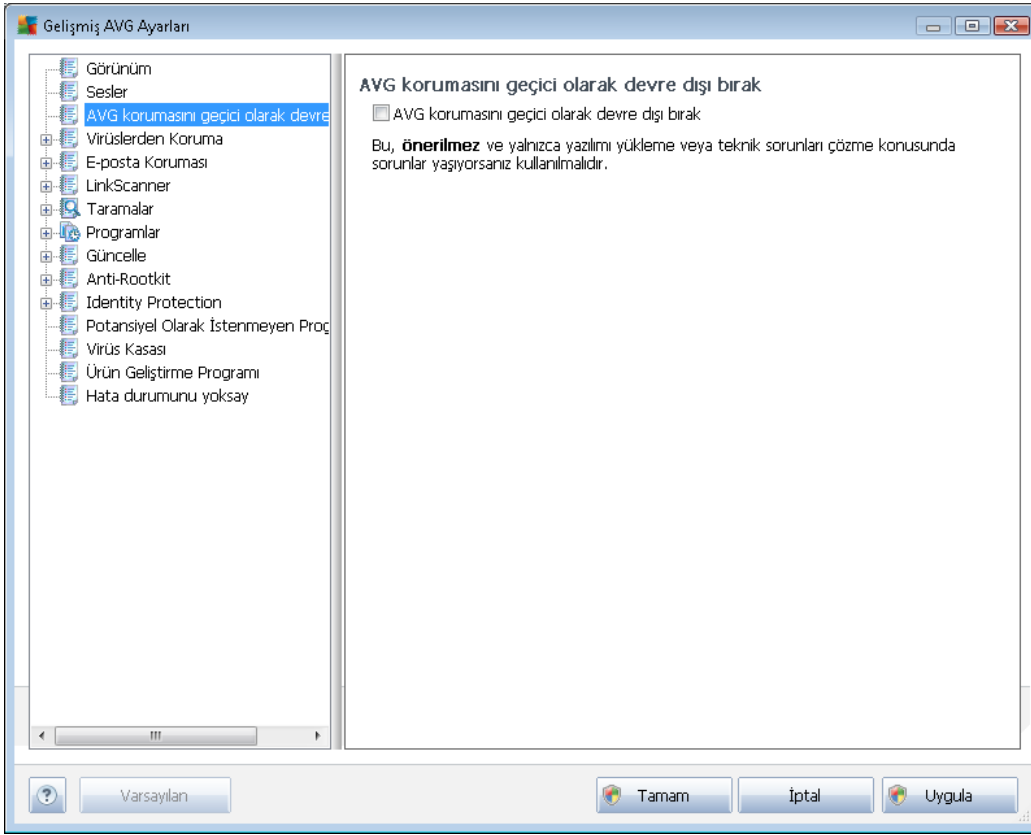 Gelişmiş AVG Ayarları
Görünüm
Sesler
AVG korumasını geçici olarak devre
Virüslerden Koruma
E-posta Koruması
LinkScanner
Taramalar
Programlar
Güncelle
Anti-Rootkit
Identity Protection
Potansiyel Olarak İstenmeyen Prog
Virüs Kasası
Ürün Geliştirme Programı
Hata durumunu yoksay
AVG korumasını geçici olarak devre dışı bırak
AVG korumasını geçici olarak devre dışı bırak
Bu, önerilmez ve yalnızca yazılımı yükleme veya teknik sorunları çözme konusunda
sorunlar yaşıyorsanız kullanılmalıdır.
?
Varsayılan
Tamam
İptal
Uygula